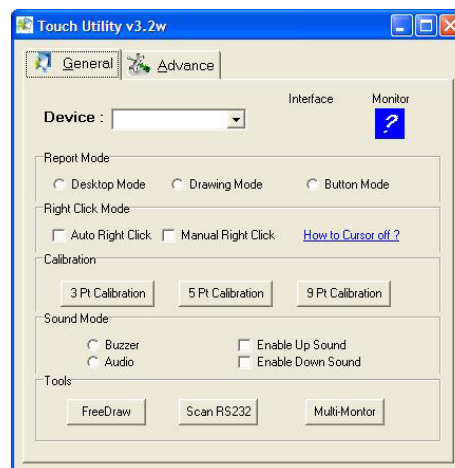 Touch Utility v3.2w
General Advance
Interface Monitor
Device :
?
Report Mode
Desktop Mode Drawing Mode Button Mode
Right Click Mode
Auto Right Click Manual Right Click How to Cursor off ?
Calibration
3 Pt Calibration 5 Pt Calibration 9 Pt Calibration
Sound Mode
Buzzer Enable Up Sound
Audio Enable Down Sound
Tools
FreeDraw Scan RS232 Multi-Montor